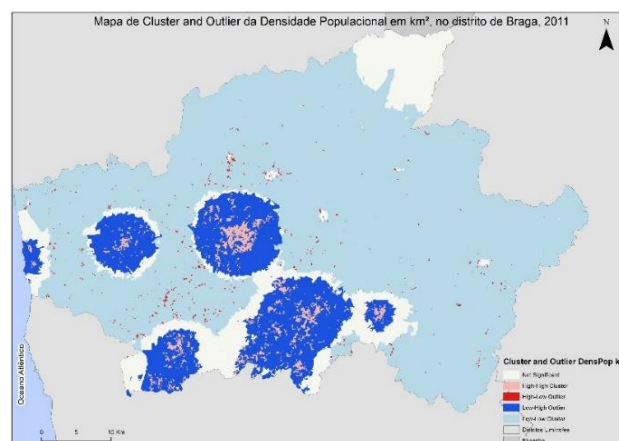 Mapa de Cluster and Outlier da Densidade Populacional em km², no distrito de Braga, 2011
N
Oceano Atlântico
Cluster and Outlier DensPop k
Not Significant
High-High Cluster
High-Low Outlier
Low-High Outlier
Low-Low Cluster
0 5 10 Km